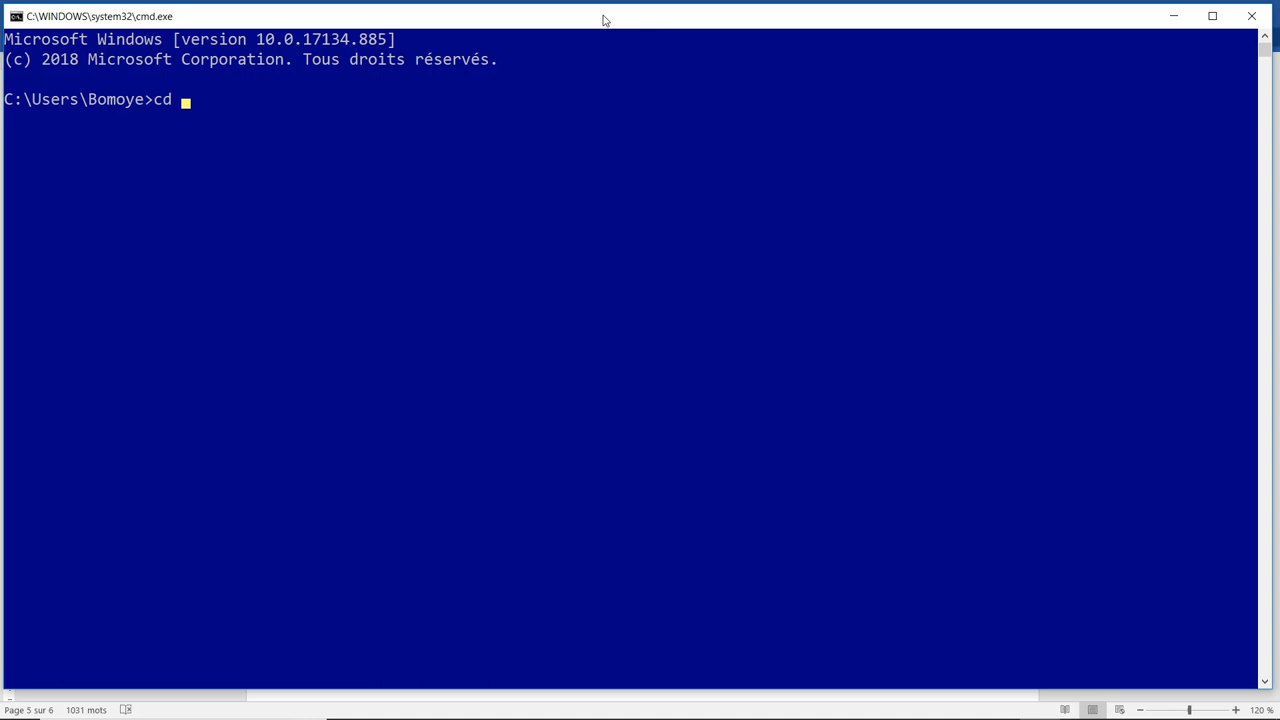 C:\WINDOWS\system32\cmd.exe
Microsoft Windows [version 10.0.17134.885]
(c) 2018 Microsoft Corporation. Tous droits réservés.
C:\Users\Bomoye>cd
Page 5 sur 6 1031 mots 120 %